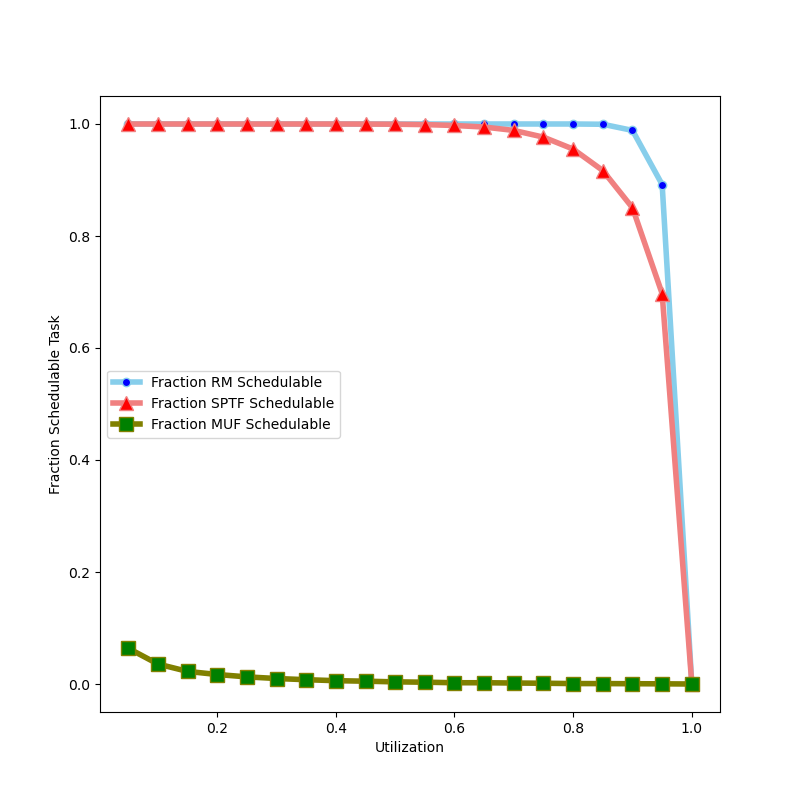 1.0
0.8
0.6
0.4
0.2
0.0
Fraction Schedulable Task
Fraction RM Schedulable
Fraction SPTF Schedulable
Fraction MUF Schedulable
0.2 0.4 0.6 0.8 1.0
Utilization